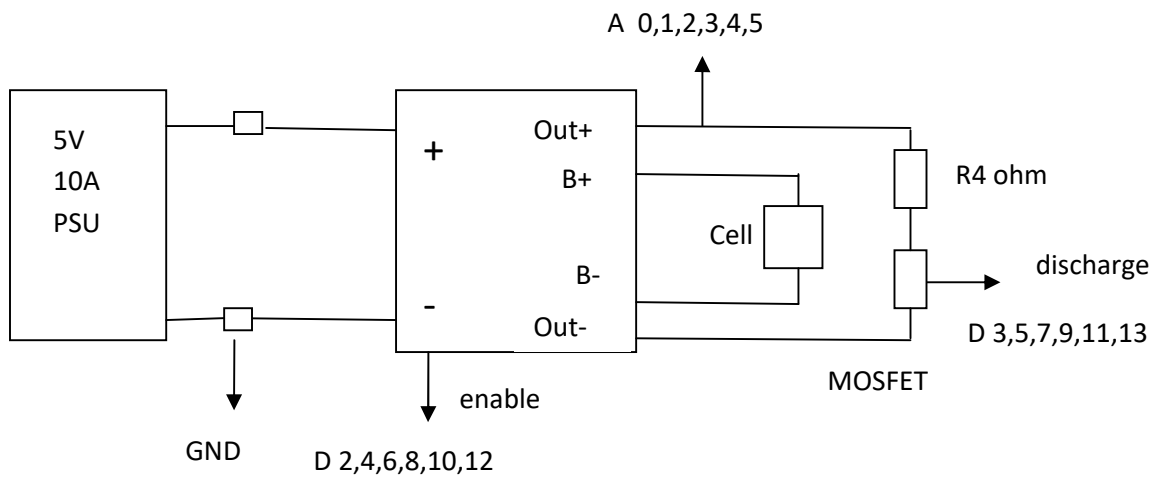 A 0,1,2,3,4,5
5V
10A
PSU
+
-
Out+
B+
B-
Out-
Cell
R4 ohm
discharge
D 3,5,7,9,11,13
MOSFET
enable
GND
D 2,4,6,8,10,12